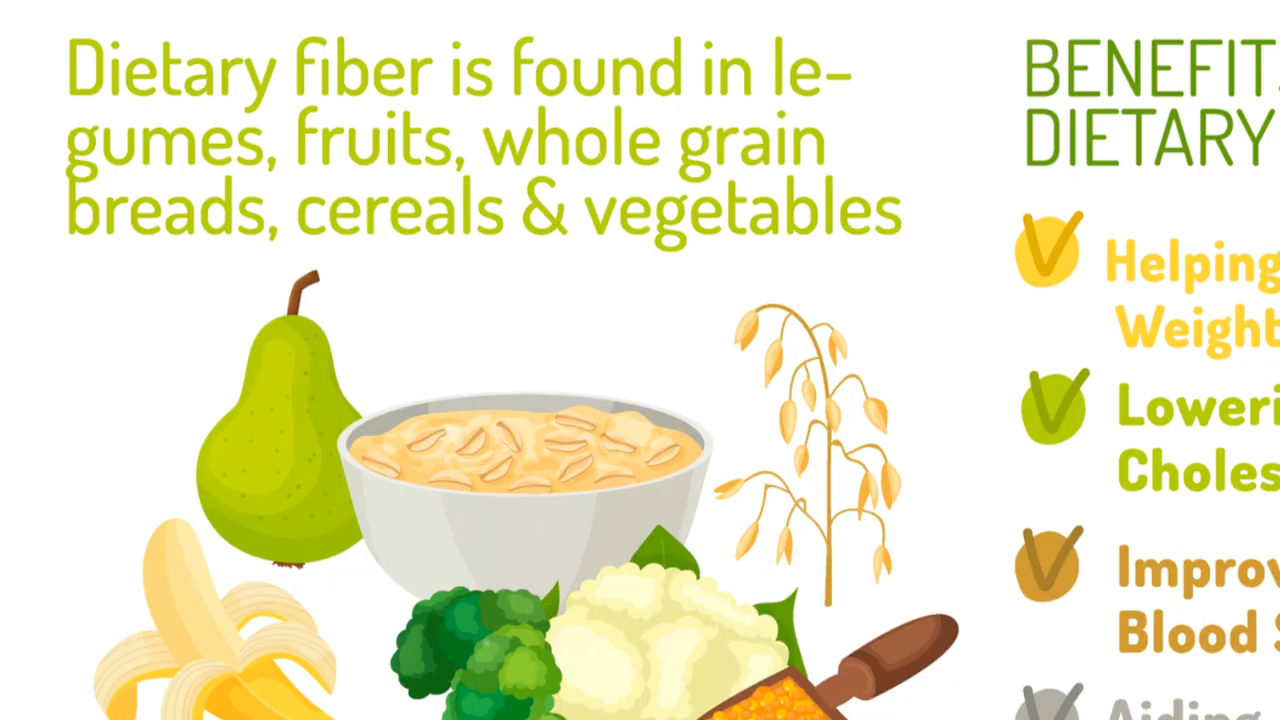 Dietary fiber is found in le-
gumes, fruits, whole grain
breads, cereals & vegetables
BENEFIT
DIETARY
Helping
Weight
Loweri
Choles
Improv
Blood
Aiding